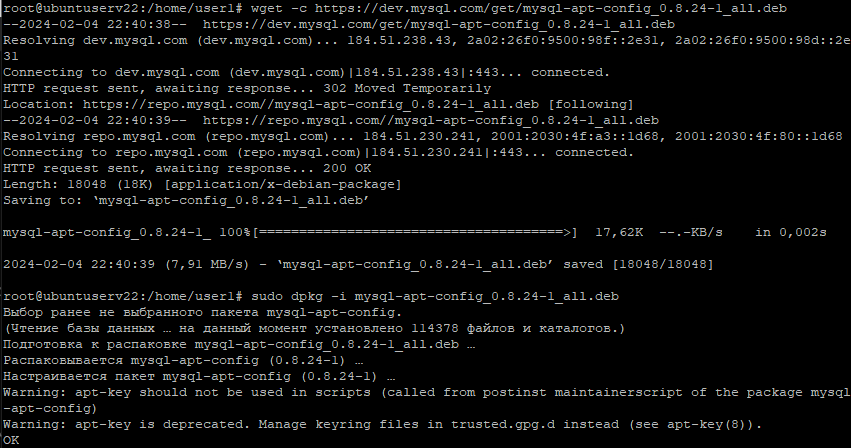 root@ubuntuserv22:/home/user1# wget -c https://dev.mysql.com/get/mysql-apt-config_0.8.24-1_all.deb
--2024-02-04 22:40:38--  https://dev.mysql.com/get/mysql-apt-config_0.8.24-1_all.deb
Resolving dev.mysql.com (dev.mysql.com)... 184.51.238.43, 2a02:26f0:9500:98f::2e31, 2a02:26f0:9500:98d::2e
31
Connecting to dev.mysql.com (dev.mysql.com)|184.51.238.43|:443... connected.
HTTP request sent, awaiting response... 302 Moved Temporarily
Location: https://repo.mysql.com//mysql-apt-config_0.8.24-1_all.deb [following]
--2024-02-04 22:40:39--  https://repo.mysql.com//mysql-apt-config_0.8.24-1_all.deb
Resolving repo.mysql.com (repo.mysql.com)... 184.51.230.241, 2001:2030:4f:a3::1d68, 2001:2030:4f:80::1d68
Connecting to repo.mysql.com (repo.mysql.com)|184.51.230.241|:443... connected.
HTTP request sent, awaiting response... 200 OK
Length: 18048 (18K) [application/x-debian-package]
Saving to: ‘mysql-apt-config_0.8.24-1_all.deb’
mysql-apt-config_0.8.24-1_ 100%[======================================>]  17,62K  --.-KB/s    in 0,002s
2024-02-04 22:40:39 (7,91 MB/s) - ‘mysql-apt-config_0.8.24-1_all.deb’ saved [18048/18048]
root@ubuntuserv22:/home/user1# sudo dpkg -i mysql-apt-config_0.8.24-1_all.deb
Выбор ранее не выбранного пакета mysql-apt-config.
(Чтение базы данных … на данный момент установлено 114378 файлов и каталогов.)
Подготовка к распаковке mysql-apt-config_0.8.24-1_all.deb …
Распаковывается mysql-apt-config (0.8.24-1) …
Настраивается пакет mysql-apt-config (0.8.24-1) …
Warning: apt-key should not be used in scripts (called from postinst maintainerscript of the package mysql
-apt-config)
Warning: apt-key is deprecated. Manage keyring files in trusted.gpg.d instead (see apt-key(8)).
OK